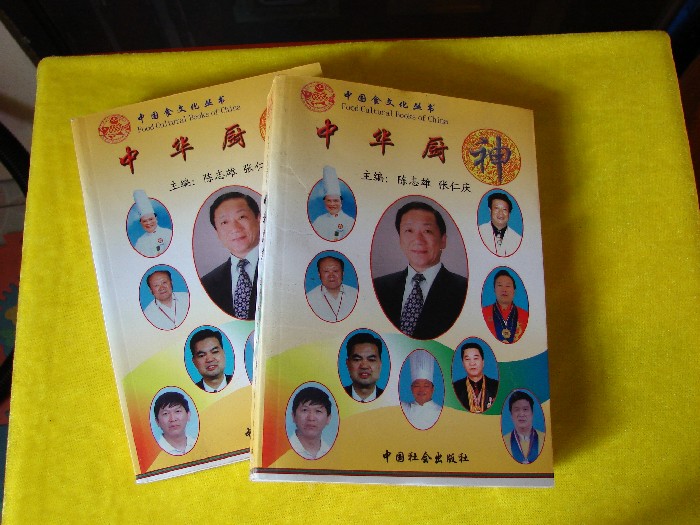 中国食文化丛书
Food Cultural Books of China
中华厨
主编：陈志雄 张仁
中国食文化丛书
Food Cultural Books of China
中华厨神
主编：陈志雄 张仁庆
中国社会出版社